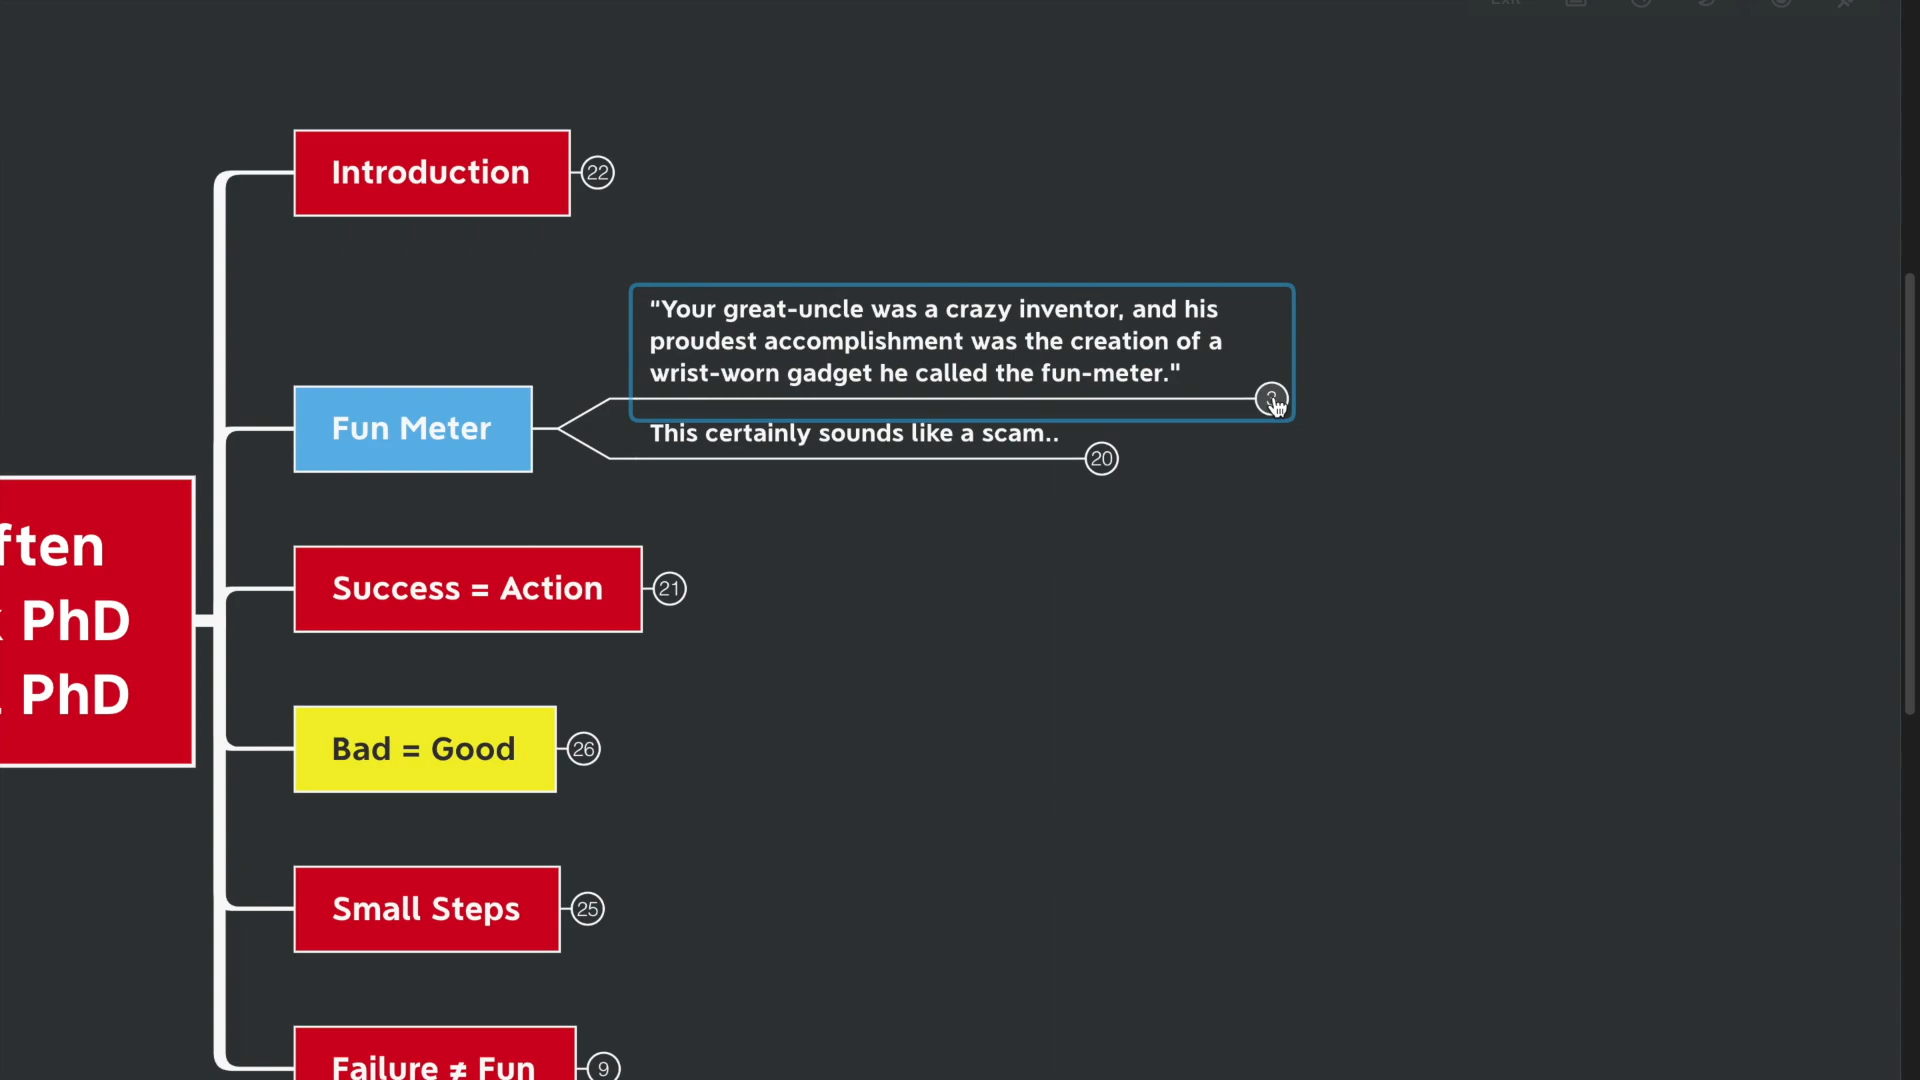 Introduction
22
“Your great-uncle was a crazy inventor, and his
proudest accomplishment was the creation of a
wrist-worn gadget he called the fun-meter."
Fun Meter
This certainly sounds like a scam..
20
ften
PhD
PhD
Success = Action
21
Bad = Good
26
Small Steps
25
Failure ≠ Fun
9